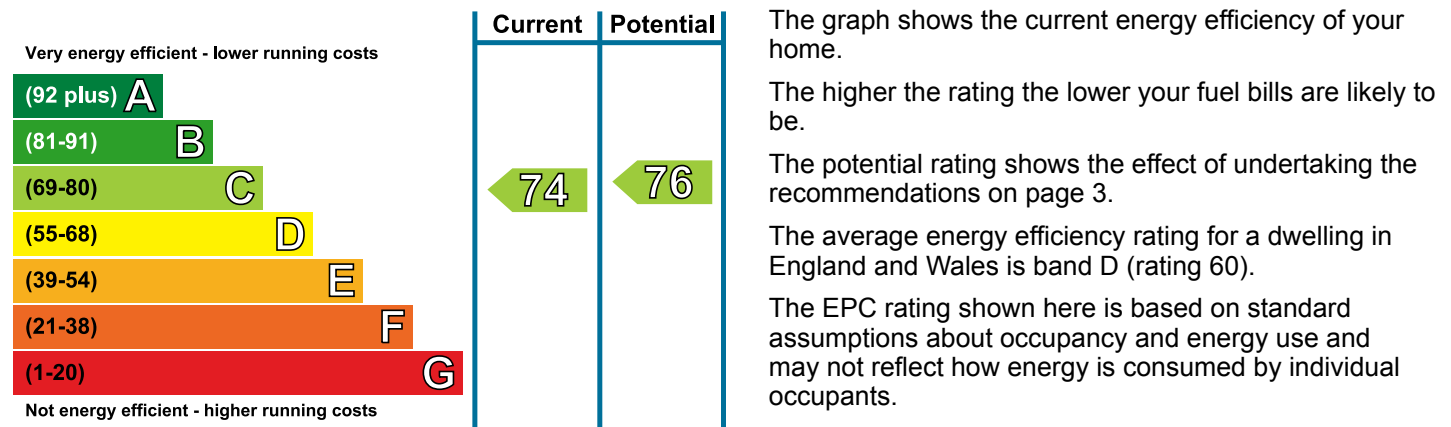 Current Potential
Very energy efficient - lower running costs
(92 plus) A
(81-91) B
(69-80) C
74 76
(55-68) D
(39-54) E
(21-38) F
(1-20) G
Not energy efficient - higher running costs
The graph shows the current energy efficiency of your
home.
The higher the rating the lower your fuel bills are likely to
be.
The potential rating shows the effect of undertaking the
recommendations on page 3.
The average energy efficiency rating for a dwelling in
England and Wales is band D (rating 60).
The EPC rating shown here is based on standard
assumptions about occupancy and energy use and
may not reflect how energy is consumed by individual
occupants.